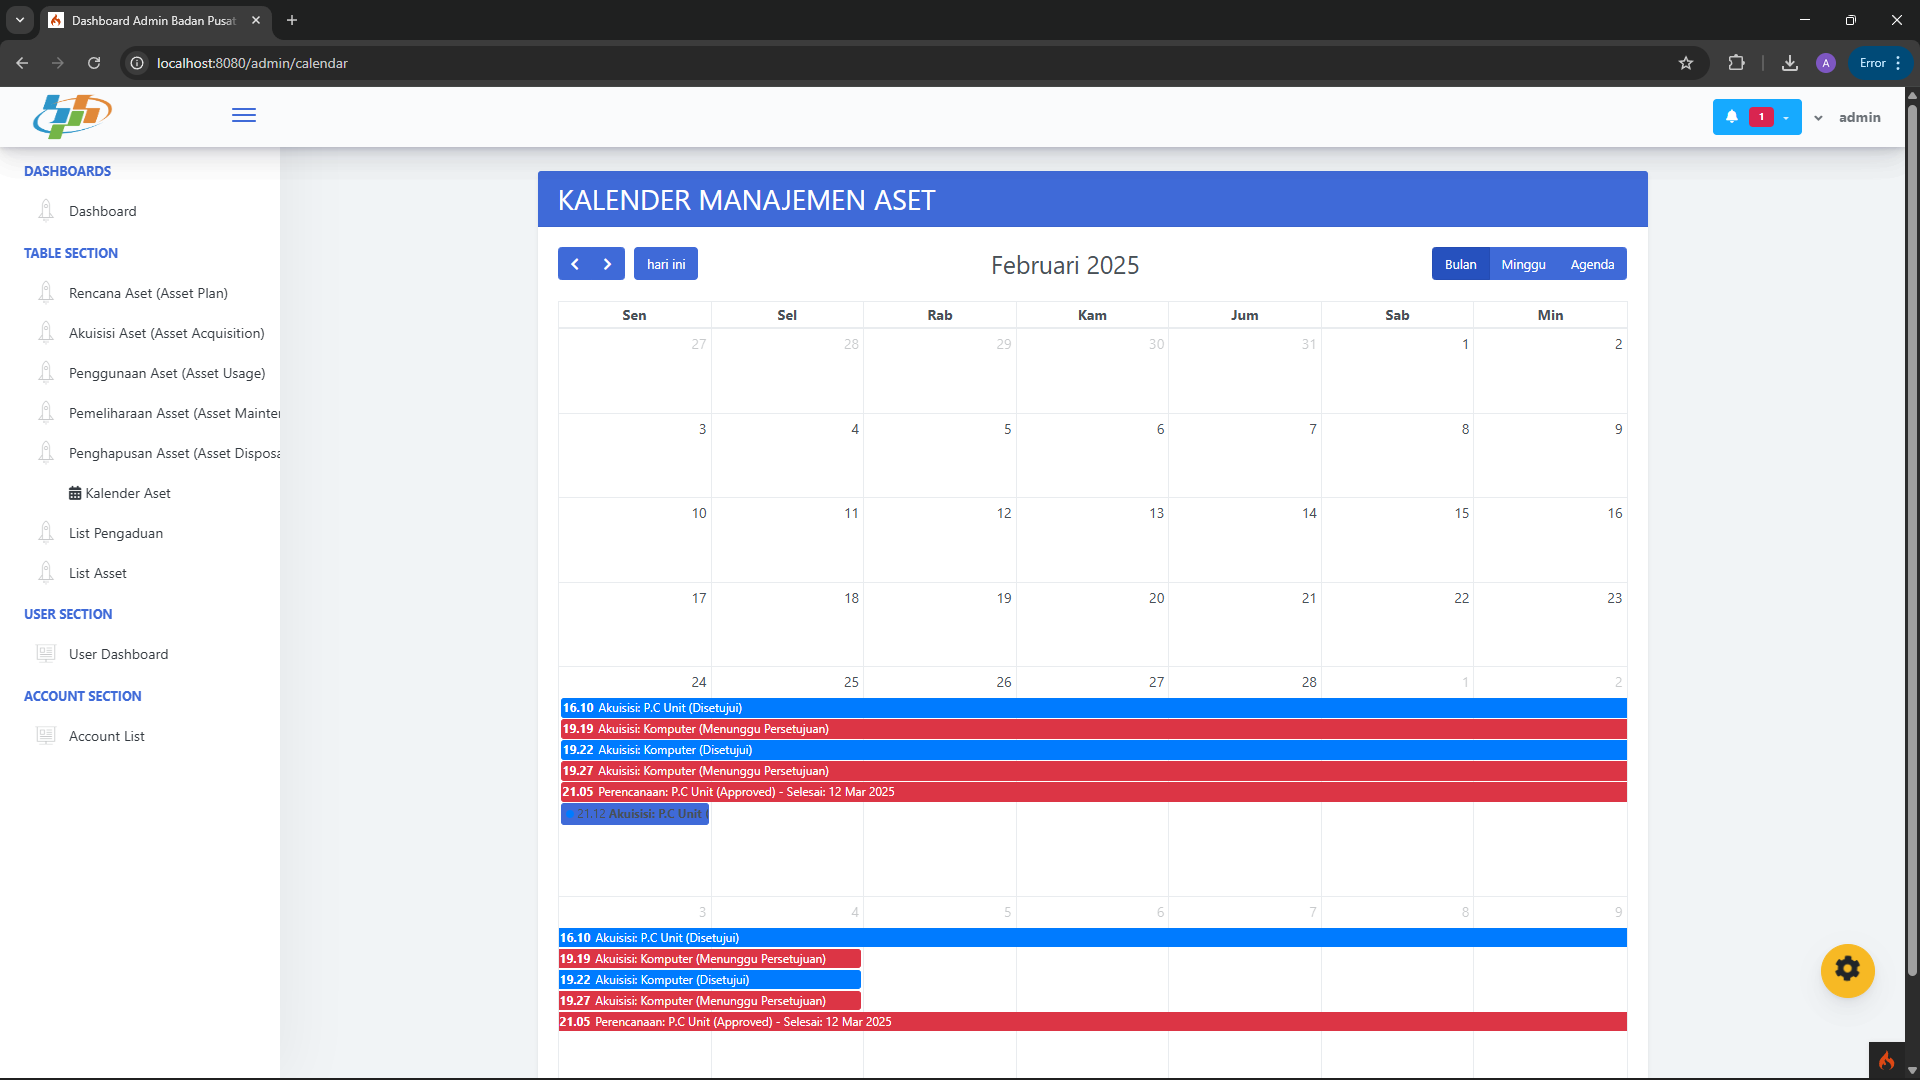 Dashboard Admin Badan Pusat
localhost:8080/admin/calendar
A
Error
1
admin
DASHBOARDS
Dashboard
TABLE SECTION
Rencana Aset (Asset Plan)
Akuisisi Aset (Asset Acquisition)
Penggunaan Aset (Asset Usage)
Pemeliharaan Asset (Asset Mainte
Penghapusan Asset (Asset Dispos
Kalender Aset
List Pengaduan
List Asset
USER SECTION
User Dashboard
ACCOUNT SECTION
Account List
KALENDER MANAJEMEN ASET
hari ini
Februari 2025
Bulan Minggu Agenda
Sen Sel Rab Kam Jum Sab Min
27 28 29 30 31 1 2
3 4 5 6 7 8 9
10 11 12 13 14 15 16
17 18 19 20 21 22 23
24 25 26 27 28 1 2
16.10 Akuisisi: P.C Unit (Disetujui)
19.19 Akuisisi: Komputer (Menunggu Persetujuan)
19.22 Akuisisi: Komputer (Disetujui)
19.27 Akuisisi: Komputer (Menunggu Persetujuan)
21.05 Perencanaan: P.C Unit (Approved) - Selesai: 12 Mar 2025
21.12 Akuisisi: P.C Unit (
3 4 5 6 7 8 9
16.10 Akuisisi: P.C Unit (Disetujui)
19.19 Akuisisi: Komputer (Menunggu Persetujuan)
19.22 Akuisisi: Komputer (Disetujui)
19.27 Akuisisi: Komputer (Menunggu Persetujuan)
21.05 Perencanaan: P.C Unit (Approved) - Selesai: 12 Mar 2025